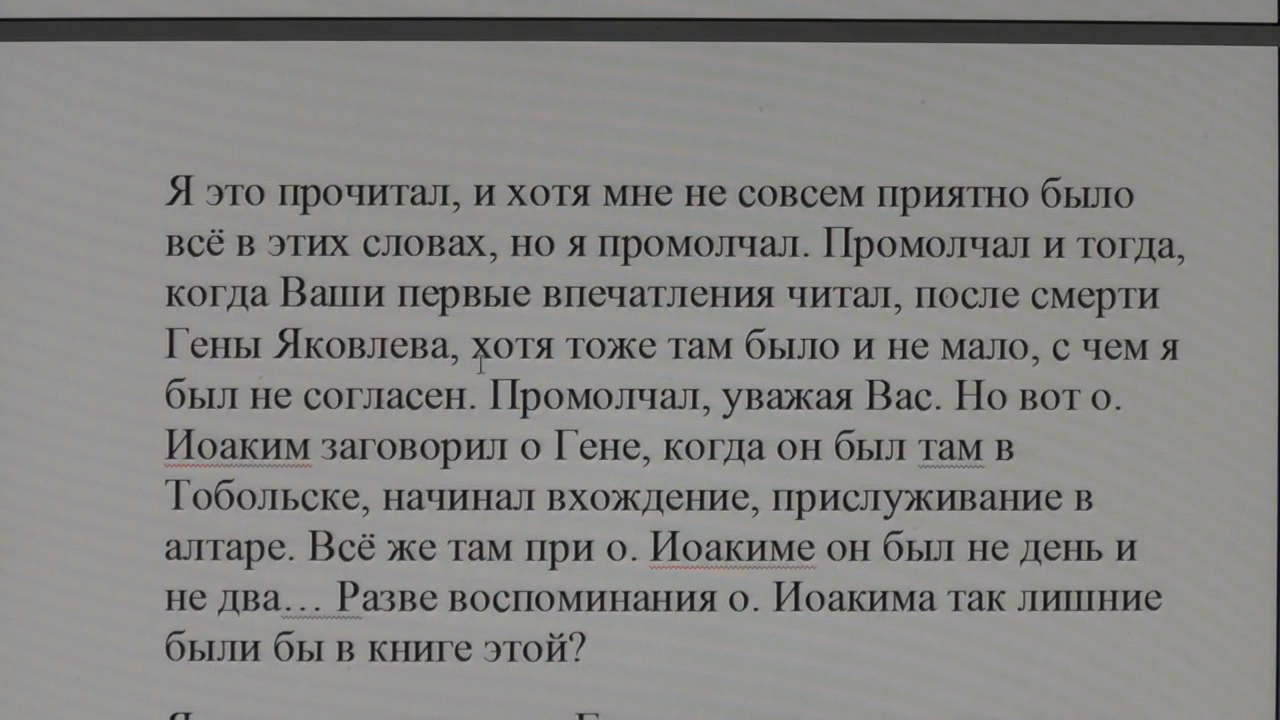 Я это прочитал, и хотя мне не совсем приятно было
всё в этих словах, но я промолчал. Промолчал и тогда,
когда Ваши первые впечатления читал, после смерти
Гены Яковлева, хотя тоже там было и не мало, с чем я
был не согласен. Промолчал, уважая Вас. Но вот о.
Иоаким заговорил о Гене, когда он был там в
Тобольске, начинал вхождение, прислуживание в
алтаре. Всё же там при о. Иоакиме он был не день и
не два… Разве воспоминания о. Иоакима так лишние
были бы в книге этой?